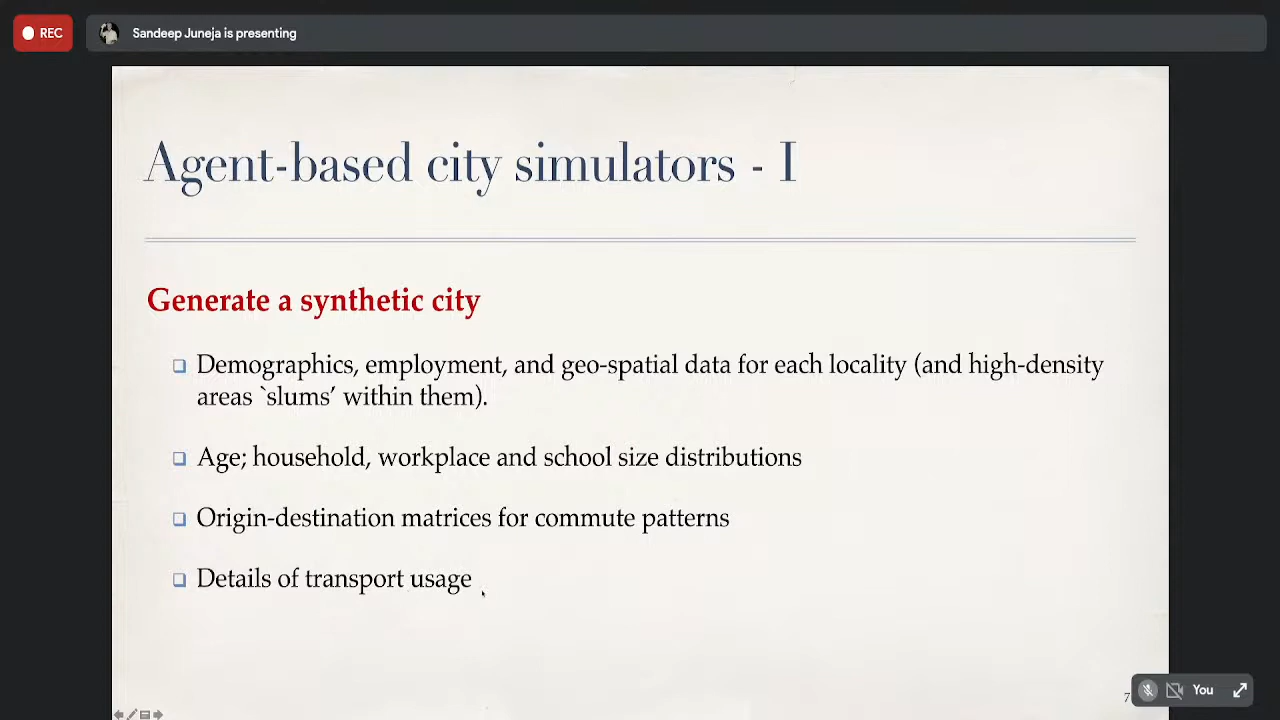 REC
Sandeep Juneja is presenting
Agent-based city simulators - I
Generate a synthetic city
Demographics, employment, and geo-spatial data for each locality (and high-density
areas `slums’ within them).
Age; household, workplace and school size distributions
Origin-destination matrices for commute patterns
Details of transport usage
7
You